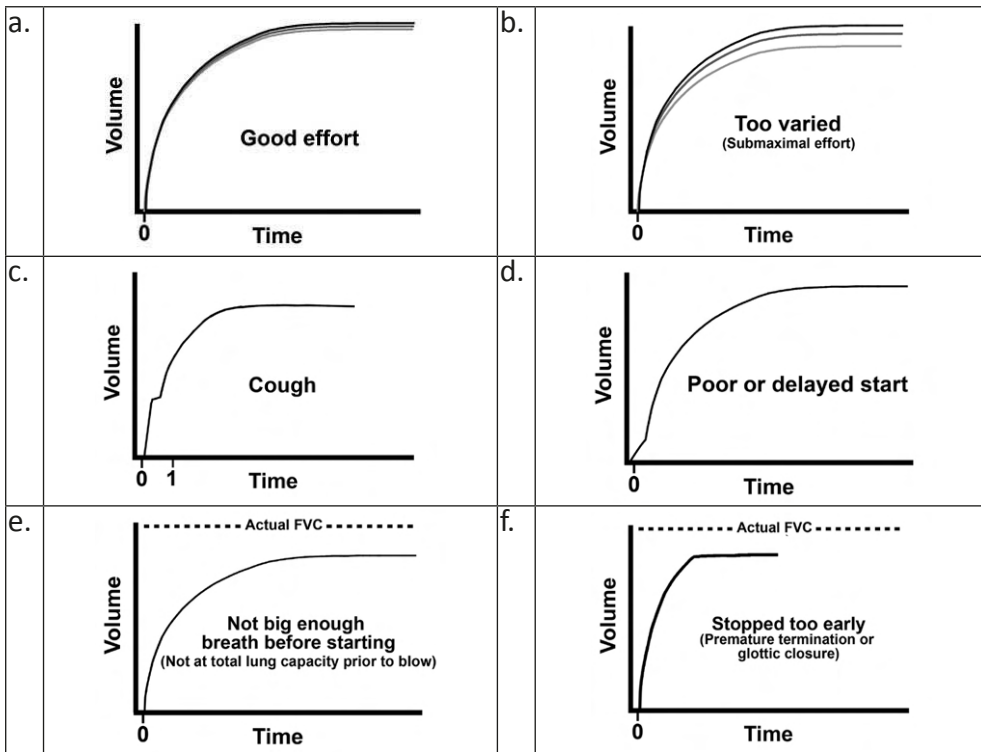 a.
Volume
Good effort
0
Time
b.
Volume
Too varied
(Submaximal effort)
0
Time
c.
Volume
Cough
0 1
Time
d.
Volume
Poor or delayed start
0
Time
e.
Actual FVC
Volume
Not big enough
breath before starting
(Not at total lung capacity prior to blow)
0
Time
f.
Actual FVC
Volume
Stopped too early
(Premature termination or
glottic closure)
0
Time